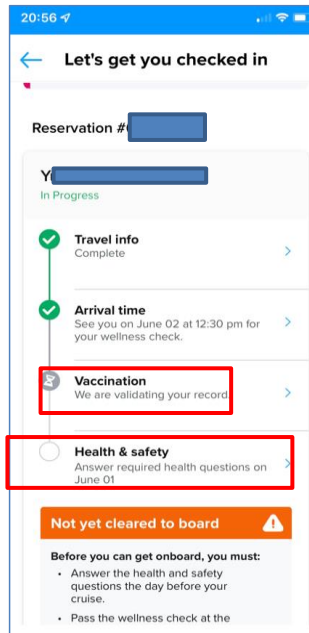 20:56
Let's get you checked in
Reservation #
In Progress
Travel info
Complete
Arrival time
See you on June 02 at 12:30 pm for
your wellness check.
Vaccination
We are validating your record
Health & safety
Answer required health questions on
June 01
Not yet cleared to board
Before you can get onboard, you must:
• Answer the health and safety
questions the day before your
cruise.
• Pass the wellness check at the